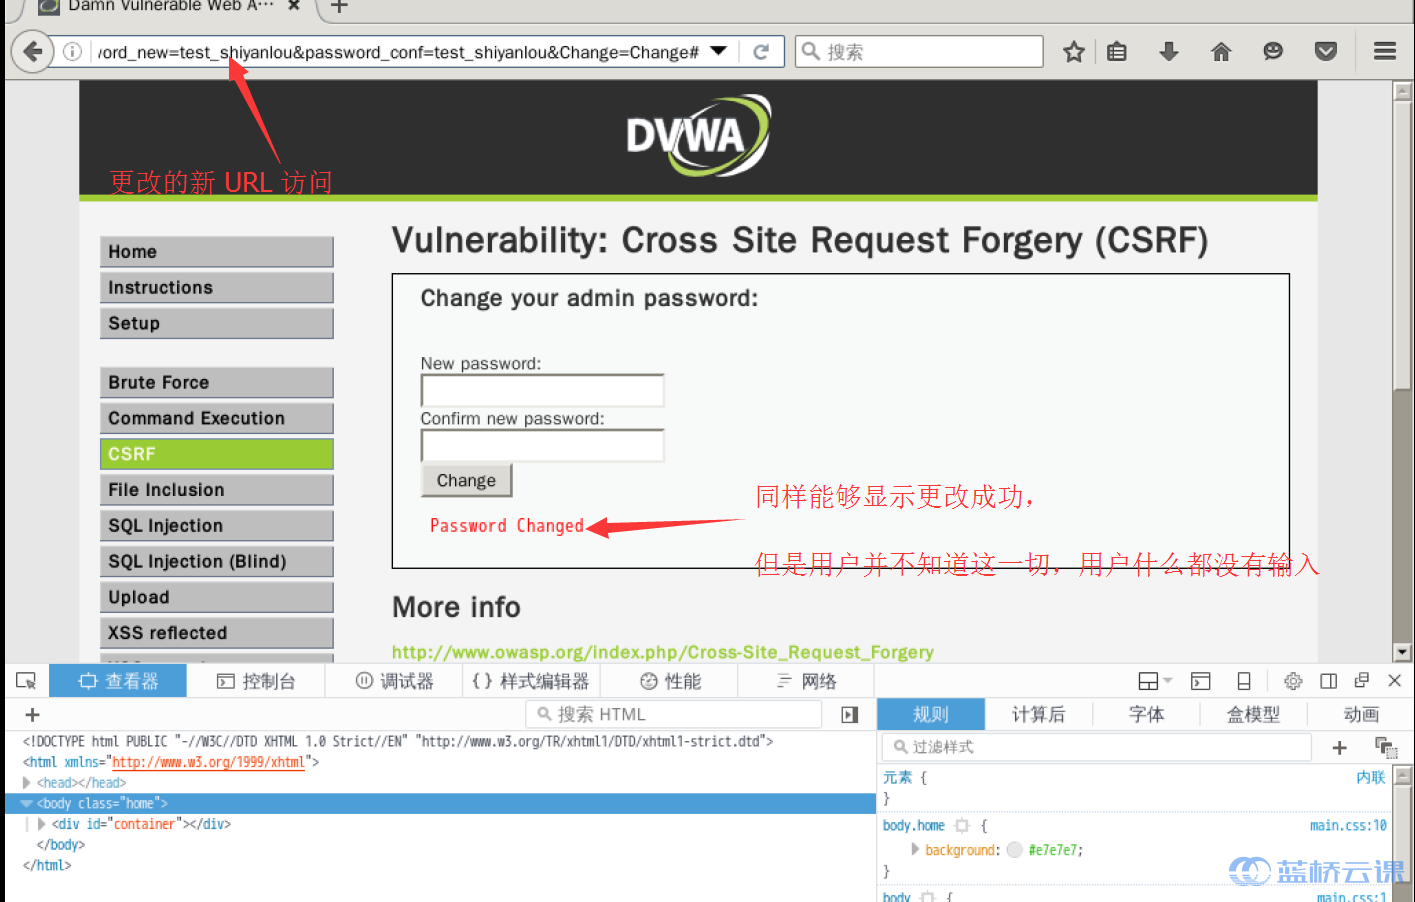 Damn Vulnerable Web A···
word_new=test_shiyanlou&password_conf=test_shiyanlou&Change=Change#
搜索
DVWA
更改的新 URL 访问
Home
Instructions
Setup
Brute Force
Command Execution
CSRF
File Inclusion
SQL Injection
SQL Injection (Blind)
Upload
XSS reflected
Vulnerability: Cross Site Request Forgery (CSRF)
Change your admin password:
New password:
Confirm new password:
Change
Password Changed
同样能够显示更改成功，
但是用户并不知道这一切，用户什么都没有输入
More info
http://www.owasp.org/index.php/Cross-Site_Request_Forgery
查看器 控制台 调试器 {} 样式编辑器 性能 网络
搜索 HTML
<!DOCTYPE html PUBLIC "-//W3C//DTD XHTML 1.0 Strict//EN" "http://www.w3.org/TR/xhtml1/DTD/xhtml1-strict.dtd">
<html xmlns="http://www.w3.org/1999/xhtml">
<head></head>
<body class="home">
<div id="container"></div>
</body>
</html>
规则 计算后 字体 盒模型 动画
过滤样式
元素 { 内联
}
body.home { main.css:10
background: #e7e7e7;
}
body { main.css:1
蓝桥云课